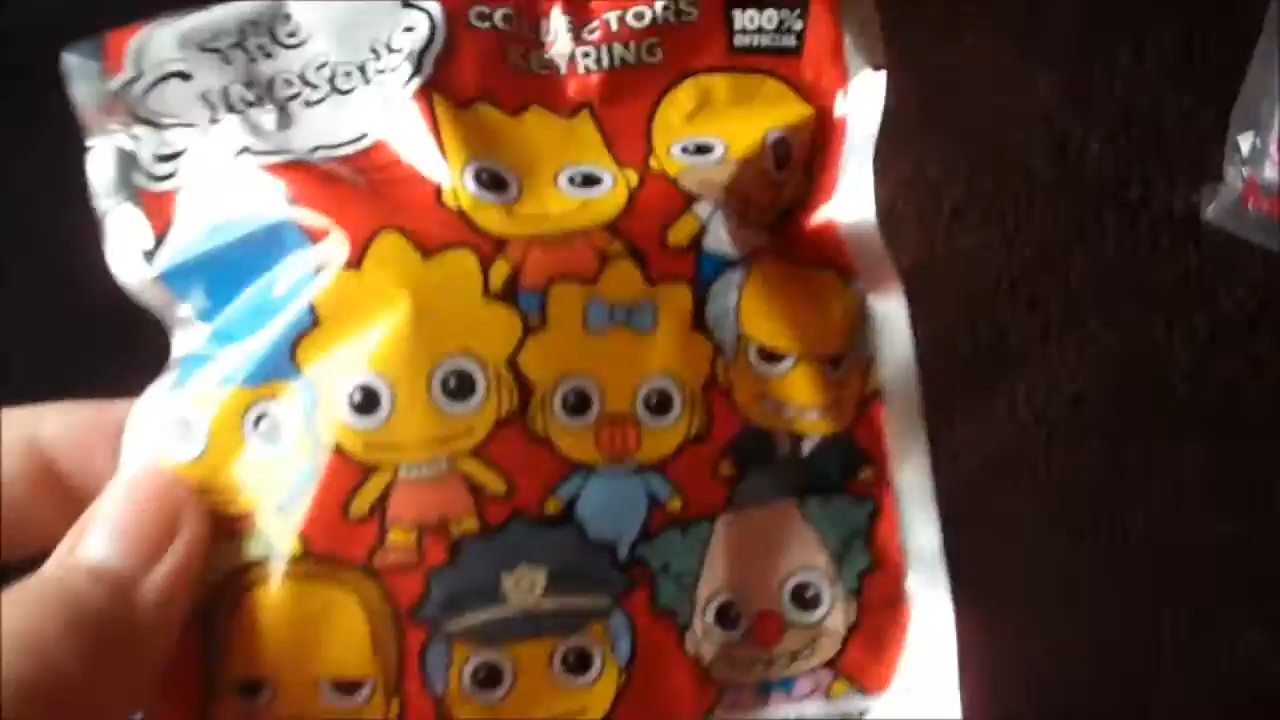 THE
SIMPSONS
COLLECTORS
KEYRING
100%
OFFICIAL